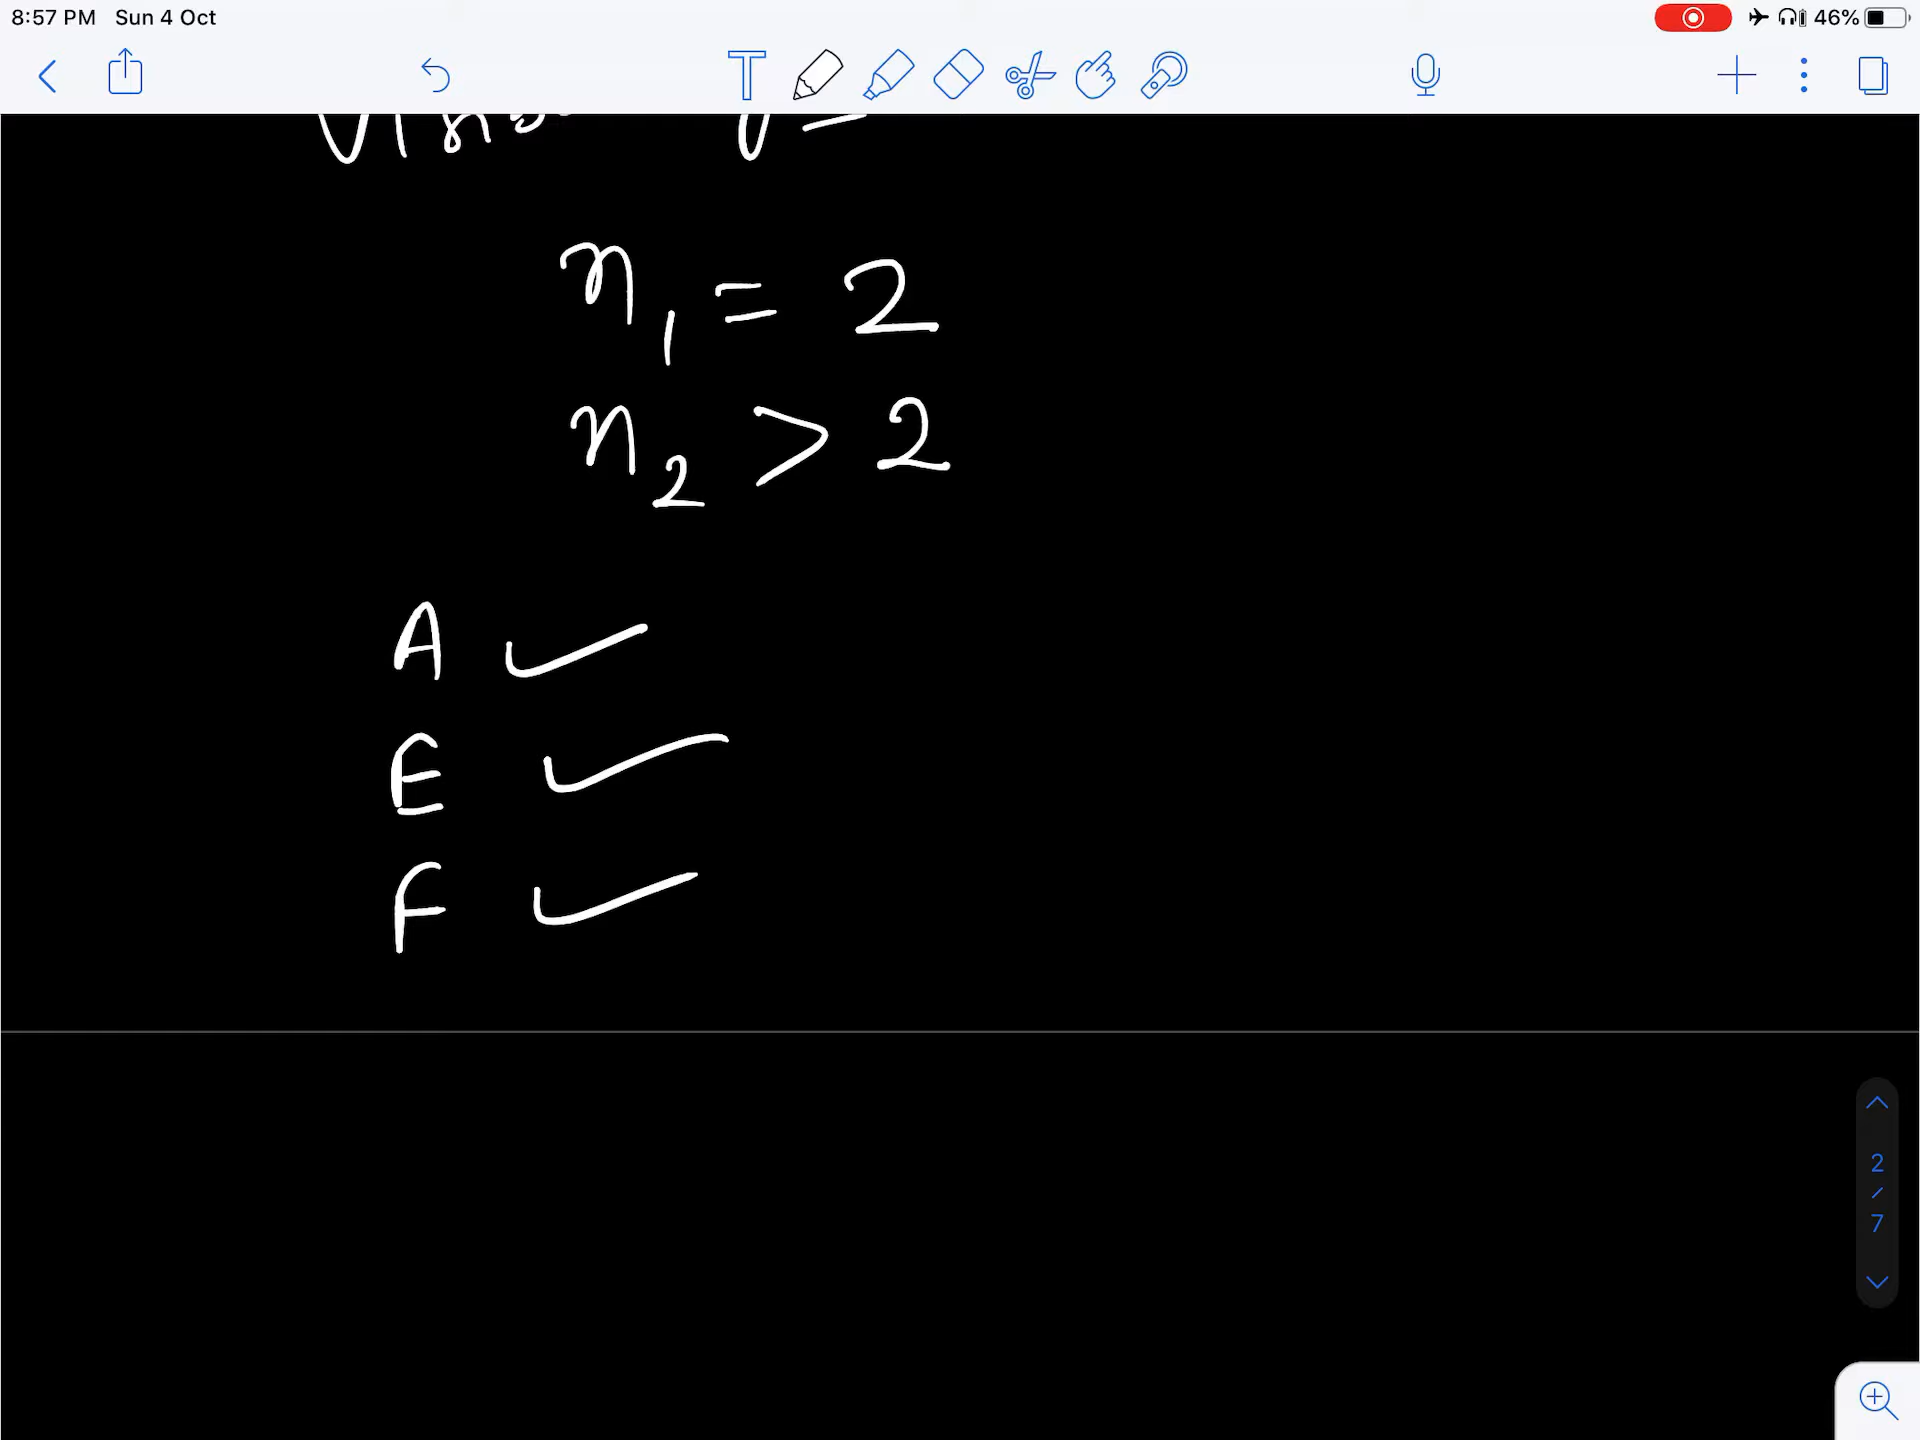 8:57 PM Sun 4 Oct
46%
T
n₁ = 2
n₂ > 2
A ✓
E ✓
F ✓
2
/
7